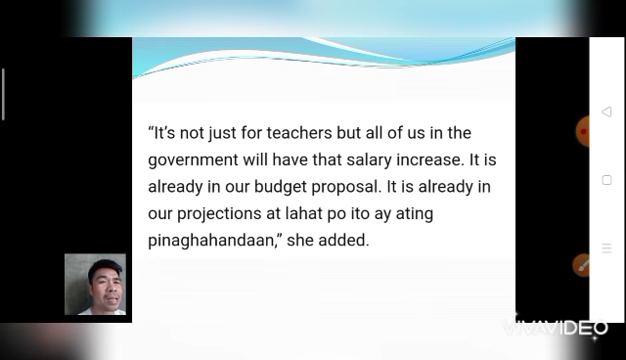 “It’s not just for teachers but all of us in the
government will have that salary increase. It is
already in our budget proposal. It is already in
our projections at lahat po ito ay ating
pinaghahandaan,” she added.
VIVAVIDEO